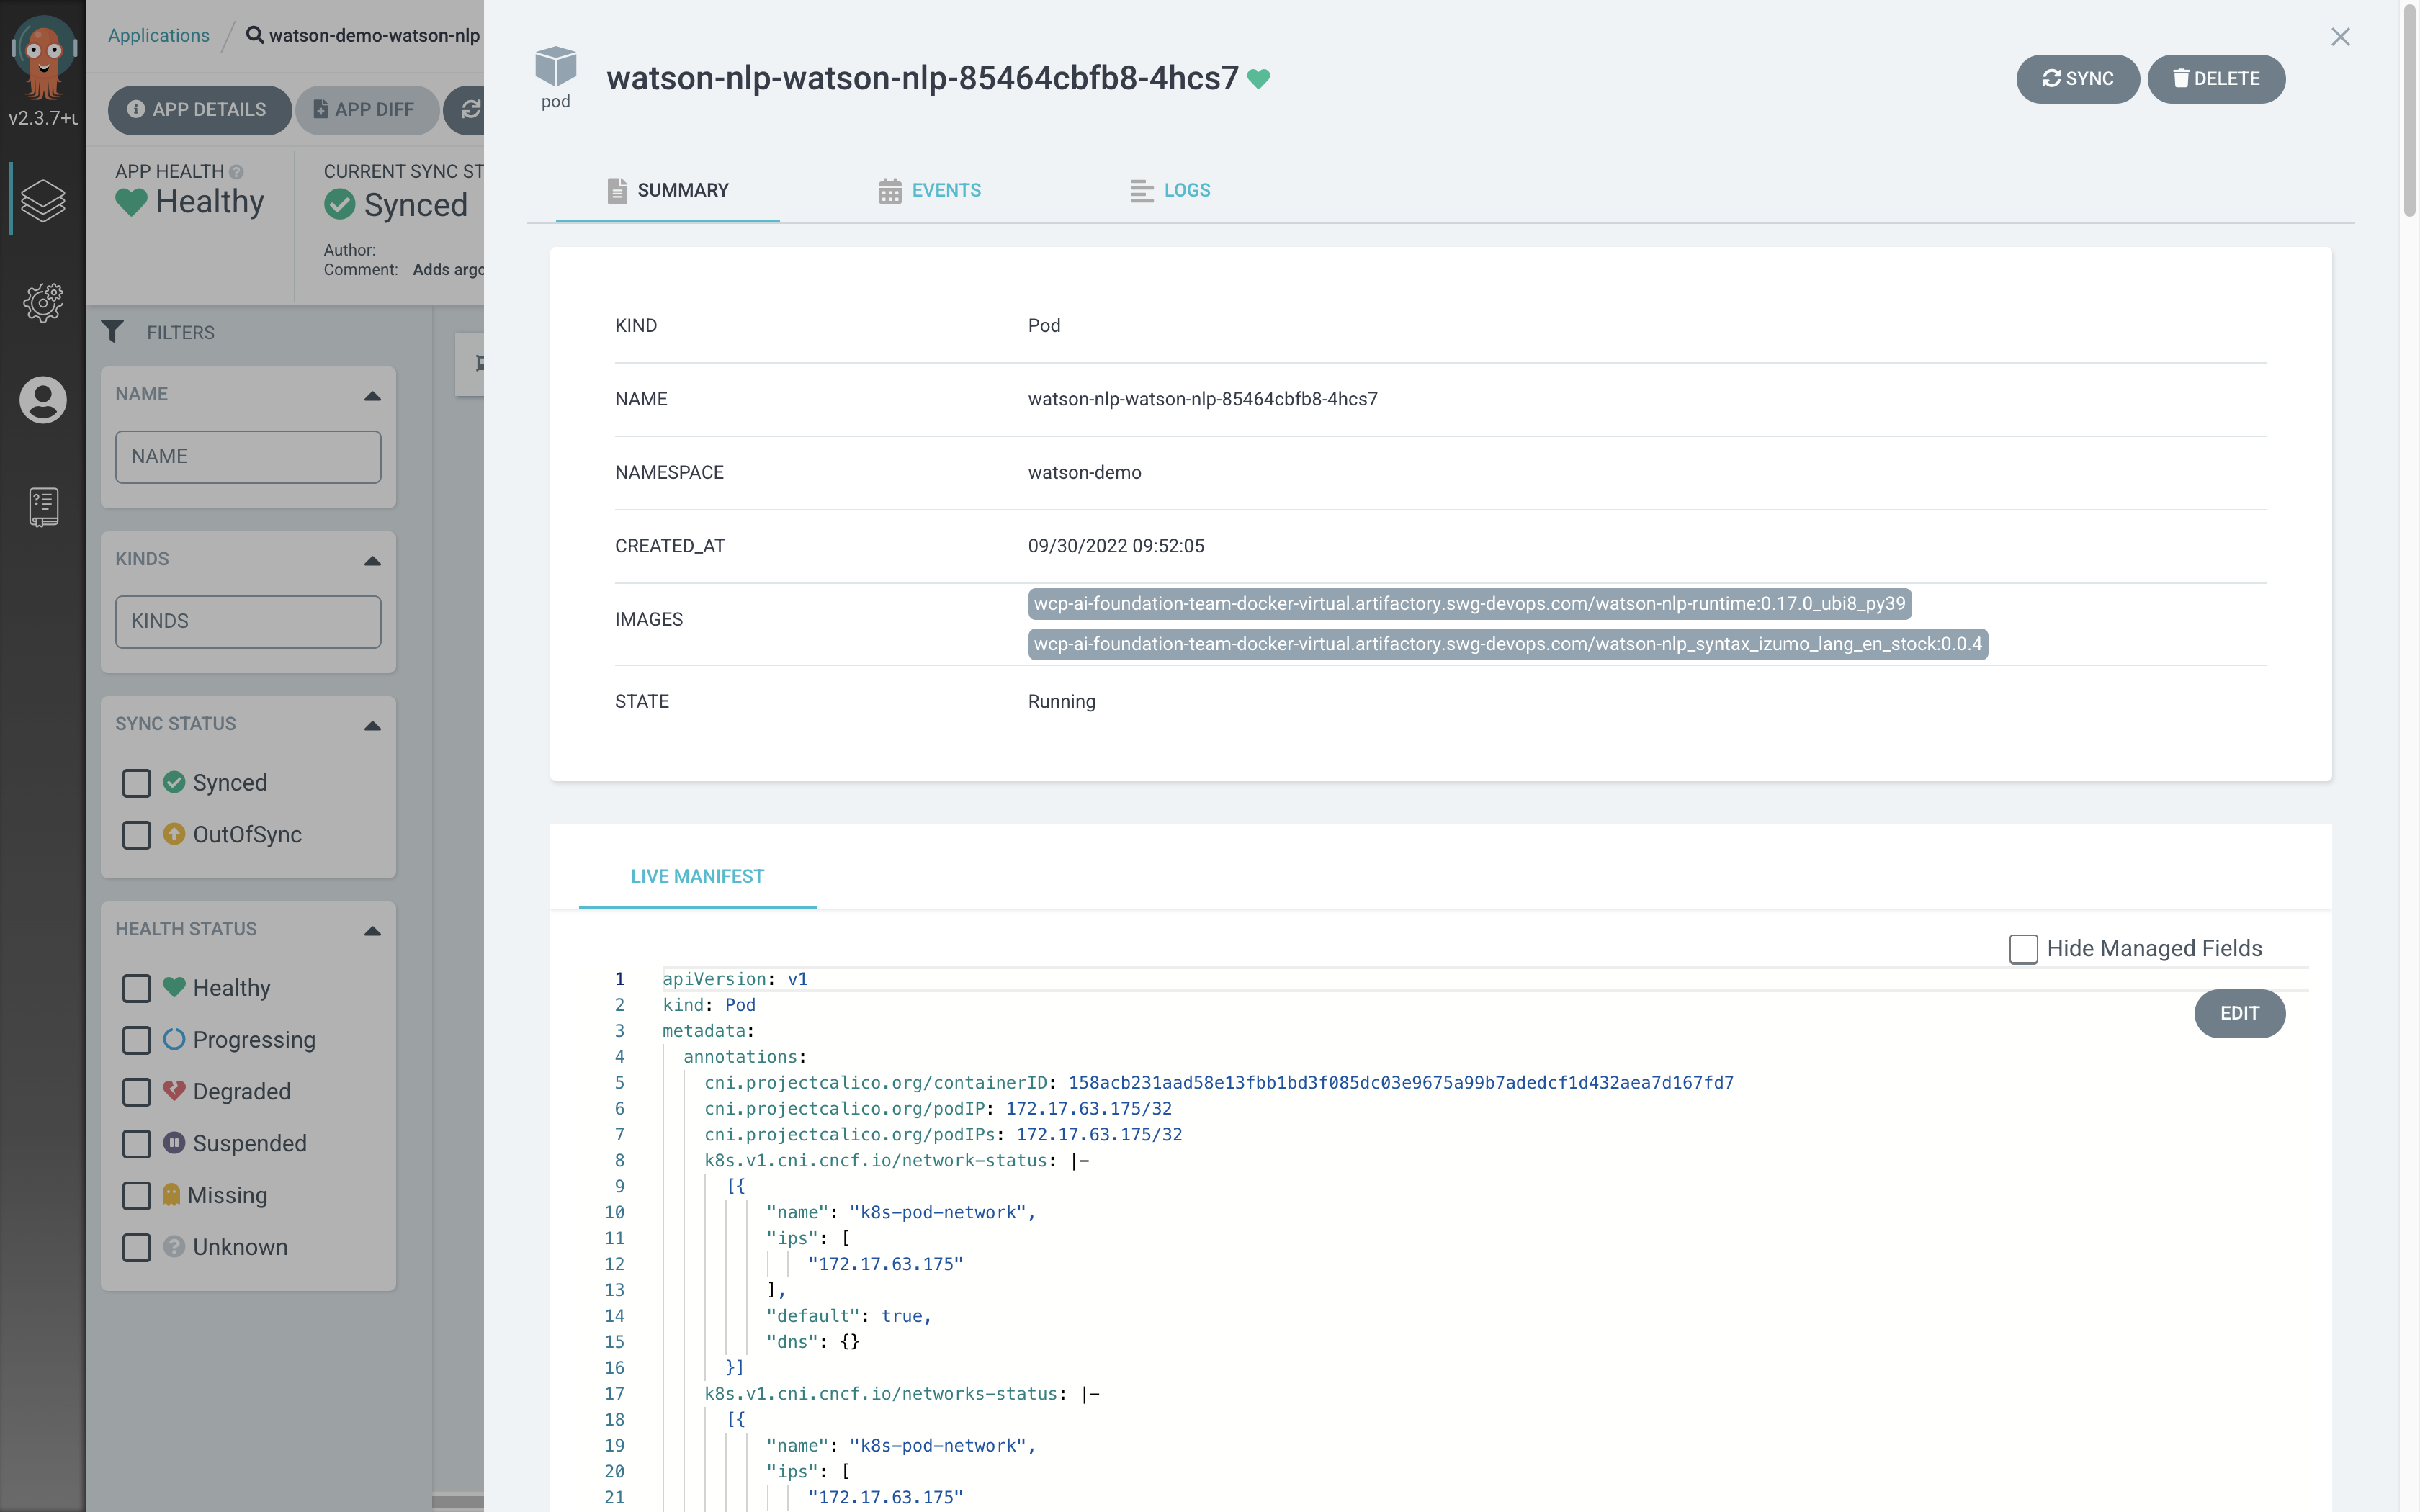 v2.3.7+u
Applications
watson-demo-watson-nlp
APP DETAILS
APP DIFF
APP HEALTH
Healthy
CURRENT SYNC ST
Synced
Author:
Comment: Adds argo
FILTERS
NAME
NAME
KINDS
KINDS
SYNC STATUS
Synced
OutOfSync
HEALTH STATUS
Healthy
Progressing
Degraded
Suspended
Missing
Unknown
pod
watson-nlp-watson-nlp-85464cbfb8-4hcs7
SYNC
DELETE
SUMMARY
EVENTS
LOGS
KIND Pod
NAME watson-nlp-watson-nlp-85464cbfb8-4hcs7
NAMESPACE watson-demo
CREATED_AT 09/30/2022 09:52:05
IMAGES
wcp-ai-foundation-team-docker-virtual.artifactory.swg-devops.com/watson-nlp-runtime:0.17.0_ubi8_py39
wcp-ai-foundation-team-docker-virtual.artifactory.swg-devops.com/watson-nlp_syntax_izumo_lang_en_stock:0.0.4
STATE Running
LIVE MANIFEST
Hide Managed Fields
EDIT
1 apiVersion: v1
2 kind: Pod
3 metadata:
4 annotations:
5 cni.projectcalico.org/containerID: 158acb231aad58e13fbb1bd3f085dc03e9675a99b7adedcf1d432aea7d167fd7
6 cni.projectcalico.org/podIP: 172.17.63.175/32
7 cni.projectcalico.org/podIPs: 172.17.63.175/32
8 k8s.v1.cni.cncf.io/network-status: |-
9 [{
10 "name": "k8s-pod-network",
11 "ips": [
12 "172.17.63.175"
13 ],
14 "default": true,
15 "dns": {}
16 }]
17 k8s.v1.cni.cncf.io/networks-status: |-
18 [{
19 "name": "k8s-pod-network",
20 "ips": [
21 "172.17.63.175"